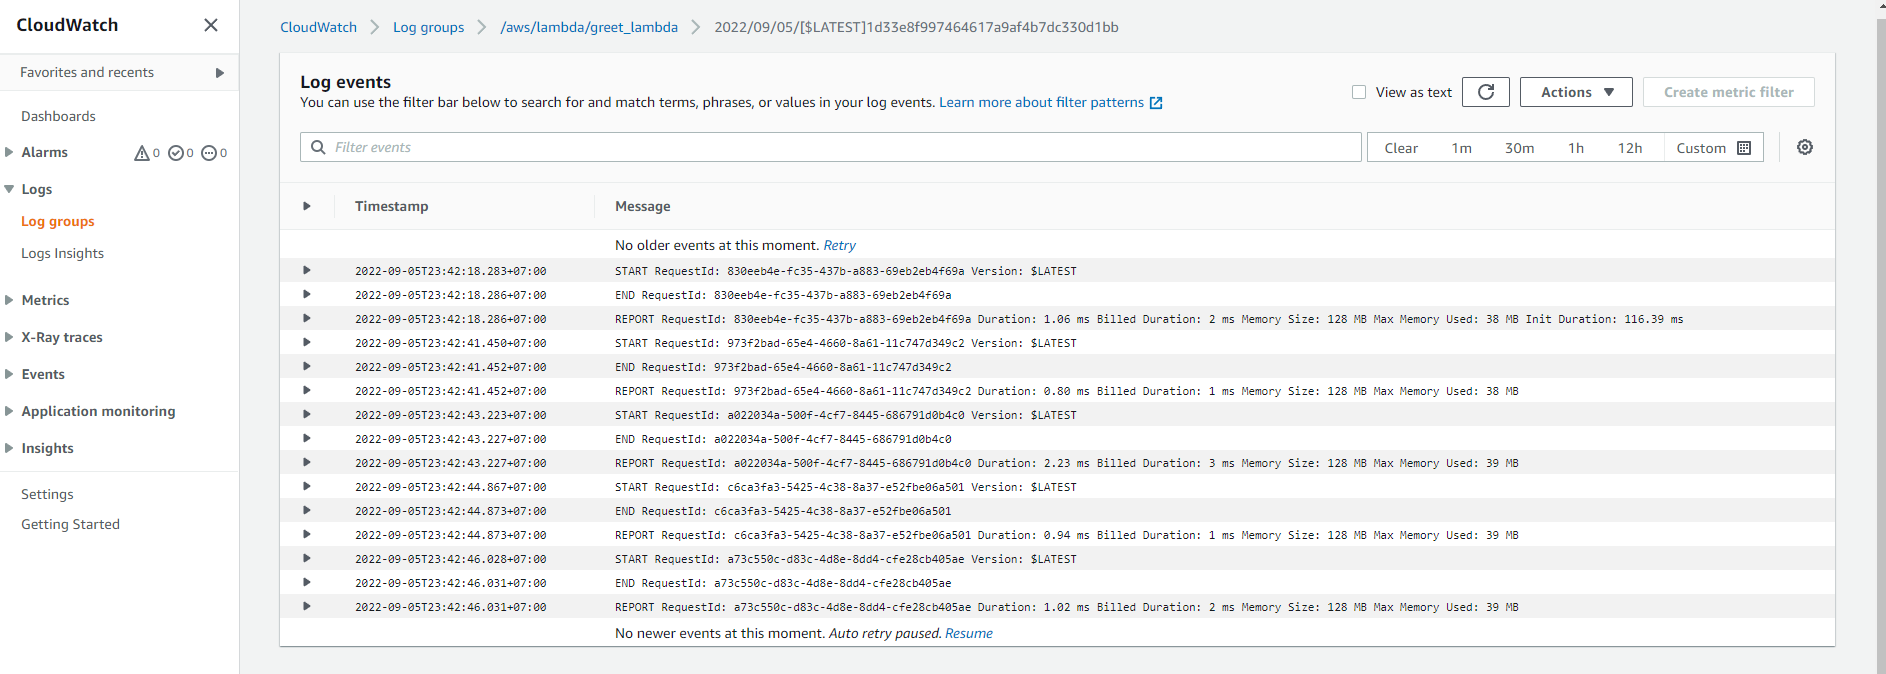 CloudWatch
Favorites and recents
Dashboards
Alarms 0 0 0
Logs
Log groups
Logs Insights
Metrics
X-Ray traces
Events
Application monitoring
Insights
Settings
Getting Started
CloudWatch Log groups /aws/lambda/greet_lambda 2022/09/05/[$LATEST]1d33e8f997464617a9af4b7dc330d1bb
Log events
You can use the filter bar below to search for and match terms, phrases, or values in your log events. Learn more about filter patterns
View as text Actions Create metric filter
Filter events Clear 1m 30m 1h 12h Custom
Timestamp Message
No older events at this moment. Retry
2022-09-05T23:42:18.283+07:00 START RequestId: 830eeb4e-fc35-437b-a883-69eb2eb4f69a Version: $LATEST
2022-09-05T23:42:18.286+07:00 END RequestId: 830eeb4e-fc35-437b-a883-69eb2eb4f69a
2022-09-05T23:42:18.286+07:00 REPORT RequestId: 830eeb4e-fc35-437b-a883-69eb2eb4f69a Duration: 1.06 ms Billed Duration: 2 ms Memory Size: 128 MB Max Memory Used: 38 MB Init Duration: 116.39 ms
2022-09-05T23:42:41.450+07:00 START RequestId: 973f2bad-65e4-4660-8a61-11c747d349c2 Version: $LATEST
2022-09-05T23:42:41.452+07:00 END RequestId: 973f2bad-65e4-4660-8a61-11c747d349c2
2022-09-05T23:42:41.452+07:00 REPORT RequestId: 973f2bad-65e4-4660-8a61-11c747d349c2 Duration: 0.80 ms Billed Duration: 1 ms Memory Size: 128 MB Max Memory Used: 38 MB
2022-09-05T23:42:43.223+07:00 START RequestId: a022034a-500f-4cf7-8445-686791d0b4c0 Version: $LATEST
2022-09-05T23:42:43.227+07:00 END RequestId: a022034a-500f-4cf7-8445-686791d0b4c0
2022-09-05T23:42:43.227+07:00 REPORT RequestId: a022034a-500f-4cf7-8445-686791d0b4c0 Duration: 2.23 ms Billed Duration: 3 ms Memory Size: 128 MB Max Memory Used: 39 MB
2022-09-05T23:42:44.867+07:00 START RequestId: c6ca3fa3-5425-4c38-8a37-e52fbe06a501 Version: $LATEST
2022-09-05T23:42:44.873+07:00 END RequestId: c6ca3fa3-5425-4c38-8a37-e52fbe06a501
2022-09-05T23:42:44.873+07:00 REPORT RequestId: c6ca3fa3-5425-4c38-8a37-e52fbe06a501 Duration: 0.94 ms Billed Duration: 1 ms Memory Size: 128 MB Max Memory Used: 39 MB
2022-09-05T23:42:46.028+07:00 START RequestId: a73c550c-d83c-4d8e-8dd4-cfe28cb405ae Version: $LATEST
2022-09-05T23:42:46.031+07:00 END RequestId: a73c550c-d83c-4d8e-8dd4-cfe28cb405ae
2022-09-05T23:42:46.031+07:00 REPORT RequestId: a73c550c-d83c-4d8e-8dd4-cfe28cb405ae Duration: 1.02 ms Billed Duration: 2 ms Memory Size: 128 MB Max Memory Used: 39 MB
No newer events at this moment. Auto retry paused. Resume